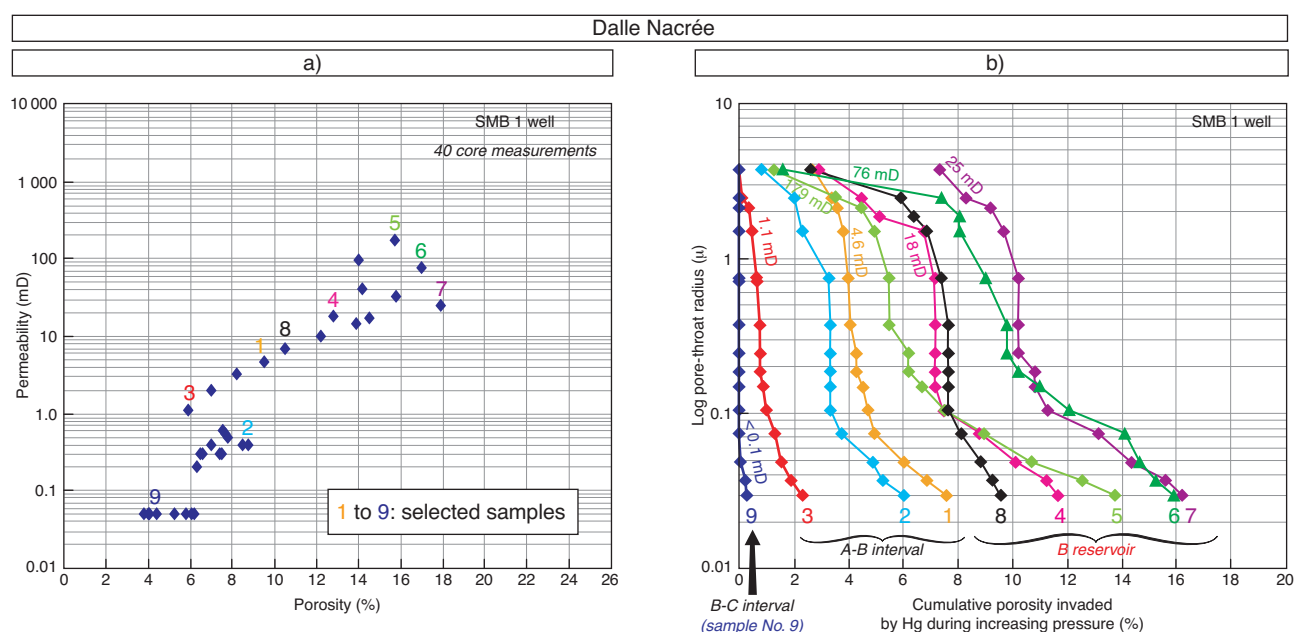 Dalle Nacrée
a)
b)
10 000
1 000
100
10
1.0
0.1
0.01
Permeability (mD)
SMB 1 well
40 core measurements
5
6
7
4
8
1
3
2
9
1 to 9: selected samples
0 2 4 6 8 10 12 14 16 18 20 22 24 26
Porosity (%)
10
1
0.1
0.01
Log pore-throat radius (µ)
SMB 1 well
25 mD
76 mD
179 mD
1.1 mD
4.6 mD
18 mD
<0.1 mD
9 3 2 1 8 4 5 6 7
A-B interval
B reservoir
0 2 4 6 8 10 12 14 16 18 20
B-C interval
(sample No. 9)
Cumulative porosity invaded
by Hg during increasing pressure (%)